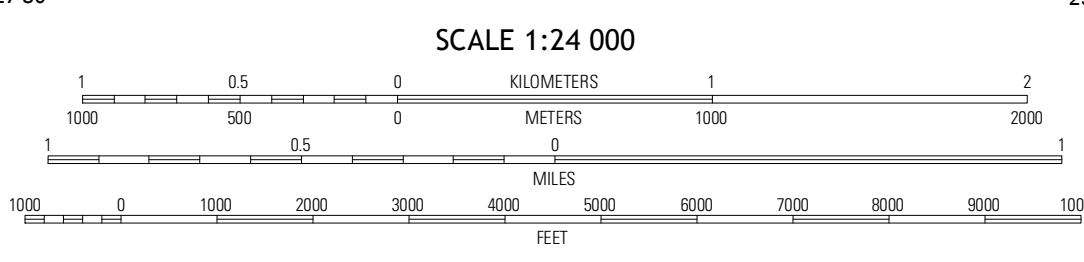 SCALE 1:24 000
1 0.5 0 KILOMETERS 1 2
1000 500 0 METERS 1000 2000
1 0.5 0 1
MILES
1000 0 1000 2000 3000 4000 5000 6000 7000 8000 9000 100
FEET